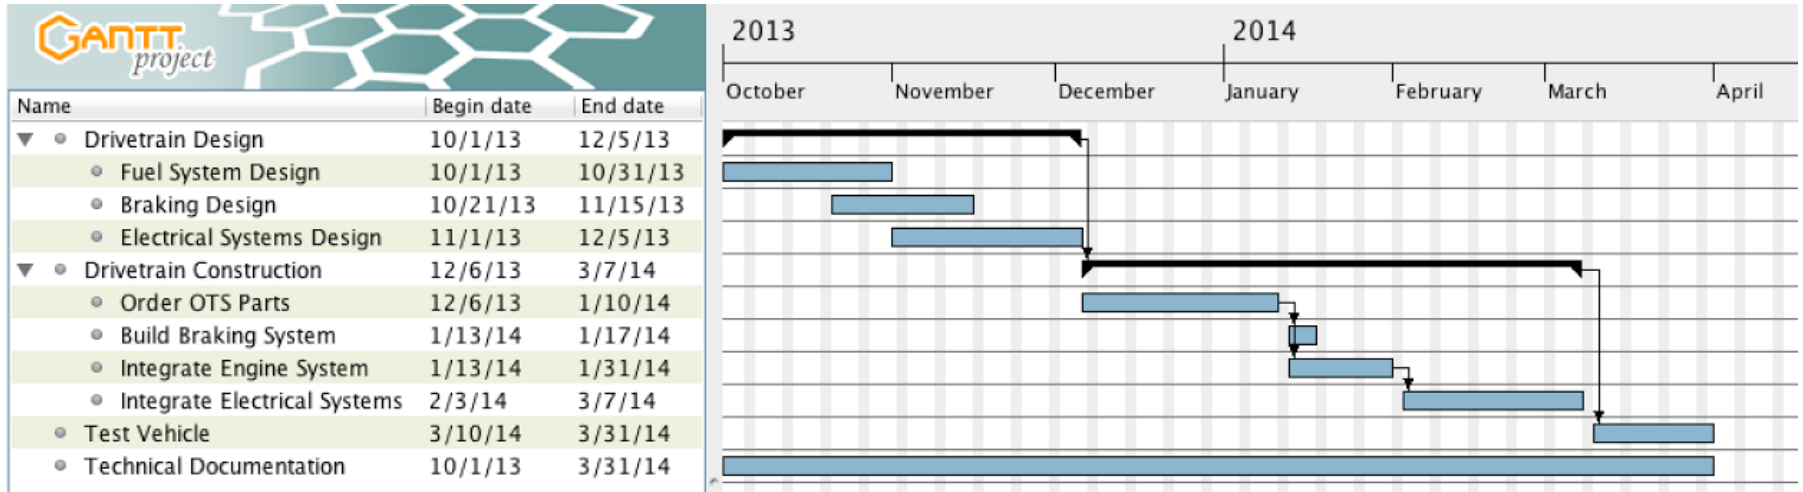 GANTT
project
2013 2014
October November December January February March April
Name Begin date End date
Drivetrain Design 10/1/13 12/5/13
Fuel System Design 10/1/13 10/31/13
Braking Design 10/21/13 11/15/13
Electrical Systems Design 11/1/13 12/5/13
Drivetrain Construction 12/6/13 3/7/14
Order OTS Parts 12/6/13 1/10/14
Build Braking System 1/13/14 1/17/14
Integrate Engine System 1/13/14 1/31/14
Integrate Electrical Systems 2/3/14 3/7/14
Test Vehicle 3/10/14 3/31/14
Technical Documentation 10/1/13 3/31/14